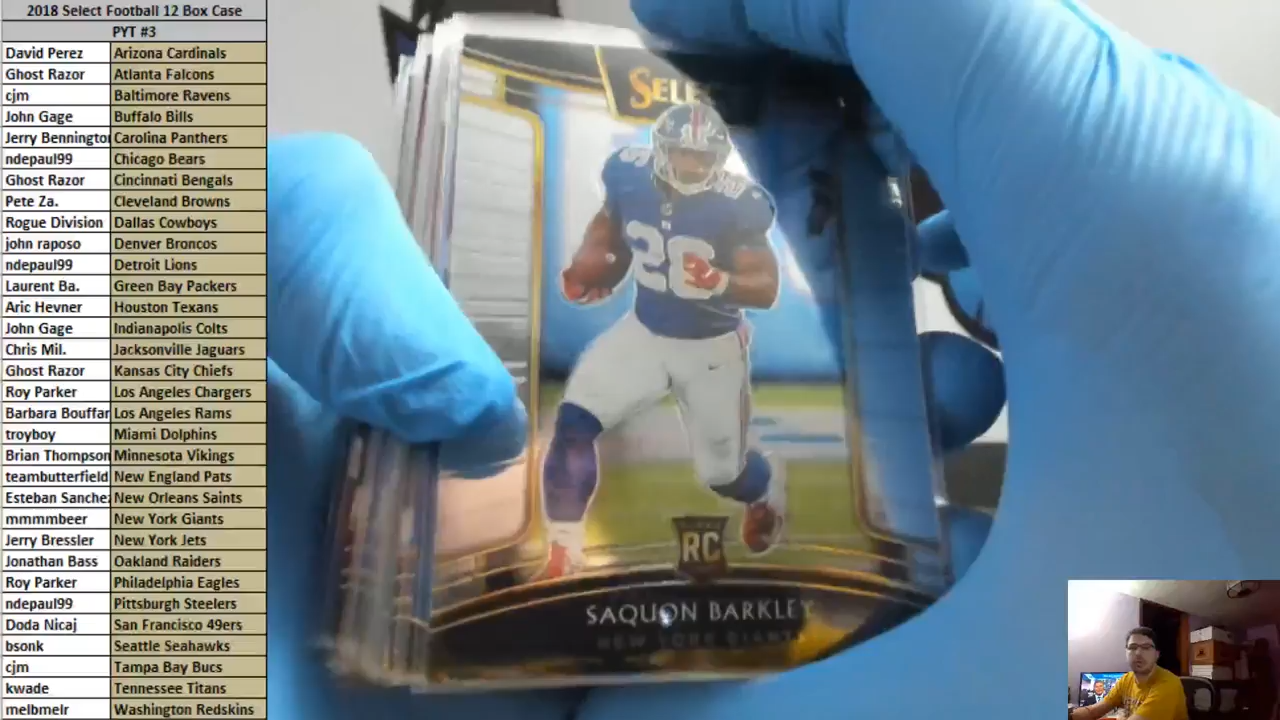 2018 Select Football 12 Box Case
PYT #3
David Perez Arizona Cardinals
Ghost Razor Atlanta Falcons
cjm Baltimore Ravens
John Gage Buffalo Bills
Jerry Benningtor Carolina Panthers
ndepaul99 Chicago Bears
Ghost Razor Cincinnati Bengals
Pete Za. Cleveland Browns
Rogue Division Dallas Cowboys
john raposo Denver Broncos
ndepaul99 Detroit Lions
Laurent Ba. Green Bay Packers
Aric Hevner Houston Texans
John Gage Indianapolis Colts
Chris Mil. Jacksonville Jaguars
Ghost Razor Kansas City Chiefs
Roy Parker Los Angeles Chargers
Barbara Bouffar Los Angeles Rams
troyboy Miami Dolphins
Brian Thompson Minnesota Vikings
teambutterfield New England Pats
Esteban Sanche New Orleans Saints
mmmmbeer New York Giants
Jerry Bressler New York Jets
Jonathan Bass Oakland Raiders
Roy Parker Philadelphia Eagles
ndepaul99 Pittsburgh Steelers
Doda Nicaj San Francisco 49ers
bsonk Seattle Seahawks
cjm Tampa Bay Bucs
kwade Tennessee Titans
melbmelr Washington Redskins
SELE
26
RC
SAQUON BARKLEY
NEW YORK GIANTS